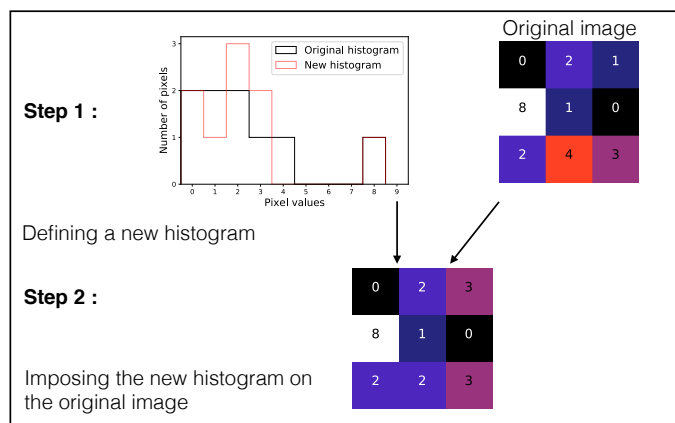 Original image
3
2
1
0
Number of pixels
Original histogram
New histogram
0 1 2 3 4 5 6 7 8 9
Pixel values
0 2 1
8 1 0
2 4 3
Step 1 :
Defining a new histogram
Step 2 :
0 2 3
8 1 0
2 2 3
Imposing the new histogram on
the original image